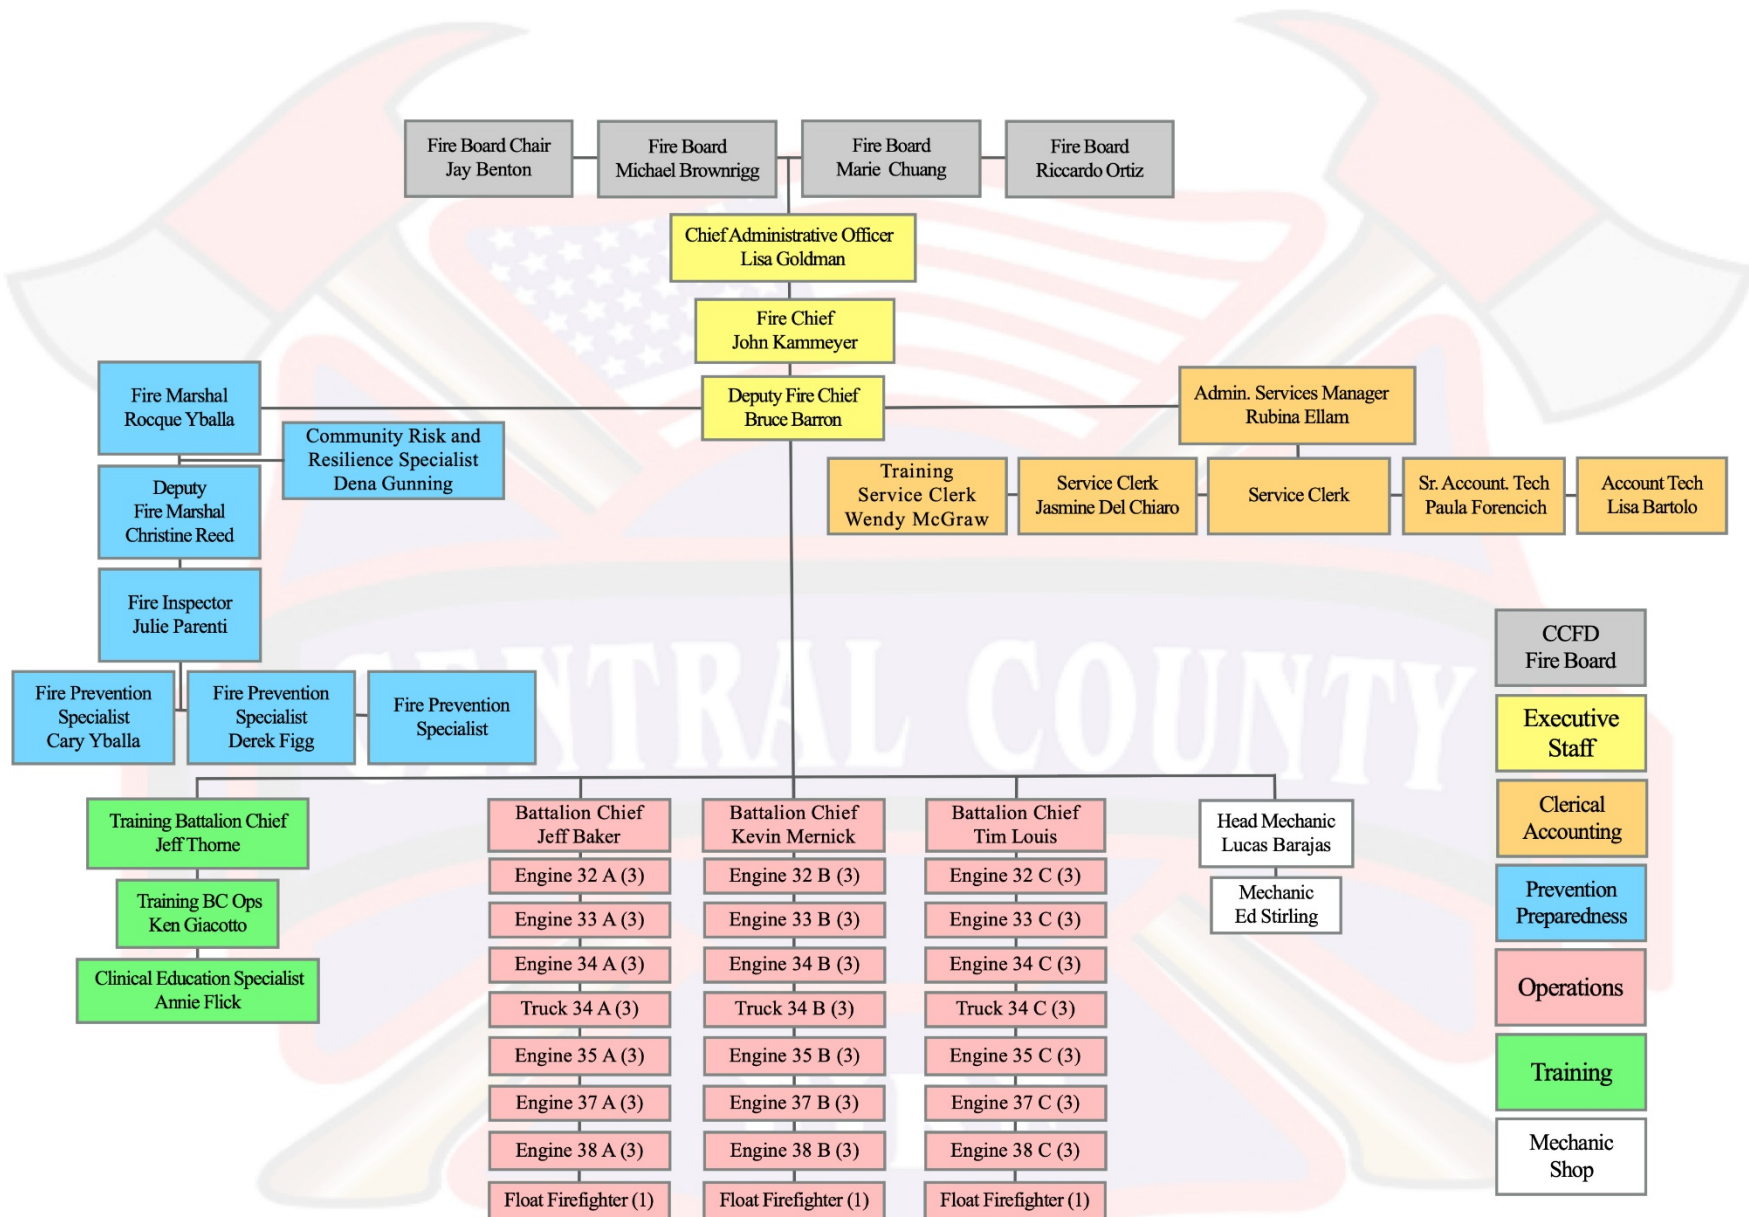 Fire Board Chair
Jay Benton
Fire Board
Michael Brownrigg
Fire Board
Marie Chuang
Fire Board
Riccardo Ortiz
Chief Administrative Officer
Lisa Goldman
Fire Chief
John Kammeyer
Deputy Fire Chief
Bruce Barron
Fire Marshal
Rocque Yballa
Community Risk and
Resilience Specialist
Dena Gunning
Deputy
Fire Marshal
Christine Reed
Fire Inspector
Julie Parenti
Fire Prevention
Specialist
Cary Yballa
Fire Prevention
Specialist
Derek Figg
Fire Prevention
Specialist
Admin. Services Manager
Rubina Ellam
Training
Service Clerk
Wendy McGraw
Service Clerk
Jasmine Del Chiaro
Service Clerk
Sr. Account. Tech
Paula Forencich
Account Tech
Lisa Bartolo
CENTRAL COUNTY
Training Battalion Chief
Jeff Thorne
Training BC Ops
Ken Giacotto
Clinical Education Specialist
Annie Flick
Battalion Chief
Jeff Baker
Engine 32 A (3)
Engine 33 A (3)
Engine 34 A (3)
Truck 34 A (3)
Engine 35 A (3)
Engine 37 A (3)
Engine 38 A (3)
Float Firefighter (1)
Battalion Chief
Kevin Mernick
Engine 32 B (3)
Engine 33 B (3)
Engine 34 B (3)
Truck 34 B (3)
Engine 35 B (3)
Engine 37 B (3)
Engine 38 B (3)
Float Firefighter (1)
Battalion Chief
Tim Louis
Engine 32 C (3)
Engine 33 C (3)
Engine 34 C (3)
Truck 34 C (3)
Engine 35 C (3)
Engine 37 C (3)
Engine 38 C (3)
Float Firefighter (1)
Head Mechanic
Lucas Barajas
Mechanic
Ed Stirling
CCFD
Fire Board
Executive
Staff
Clerical
Accounting
Prevention
Preparedness
Operations
Training
Mechanic
Shop